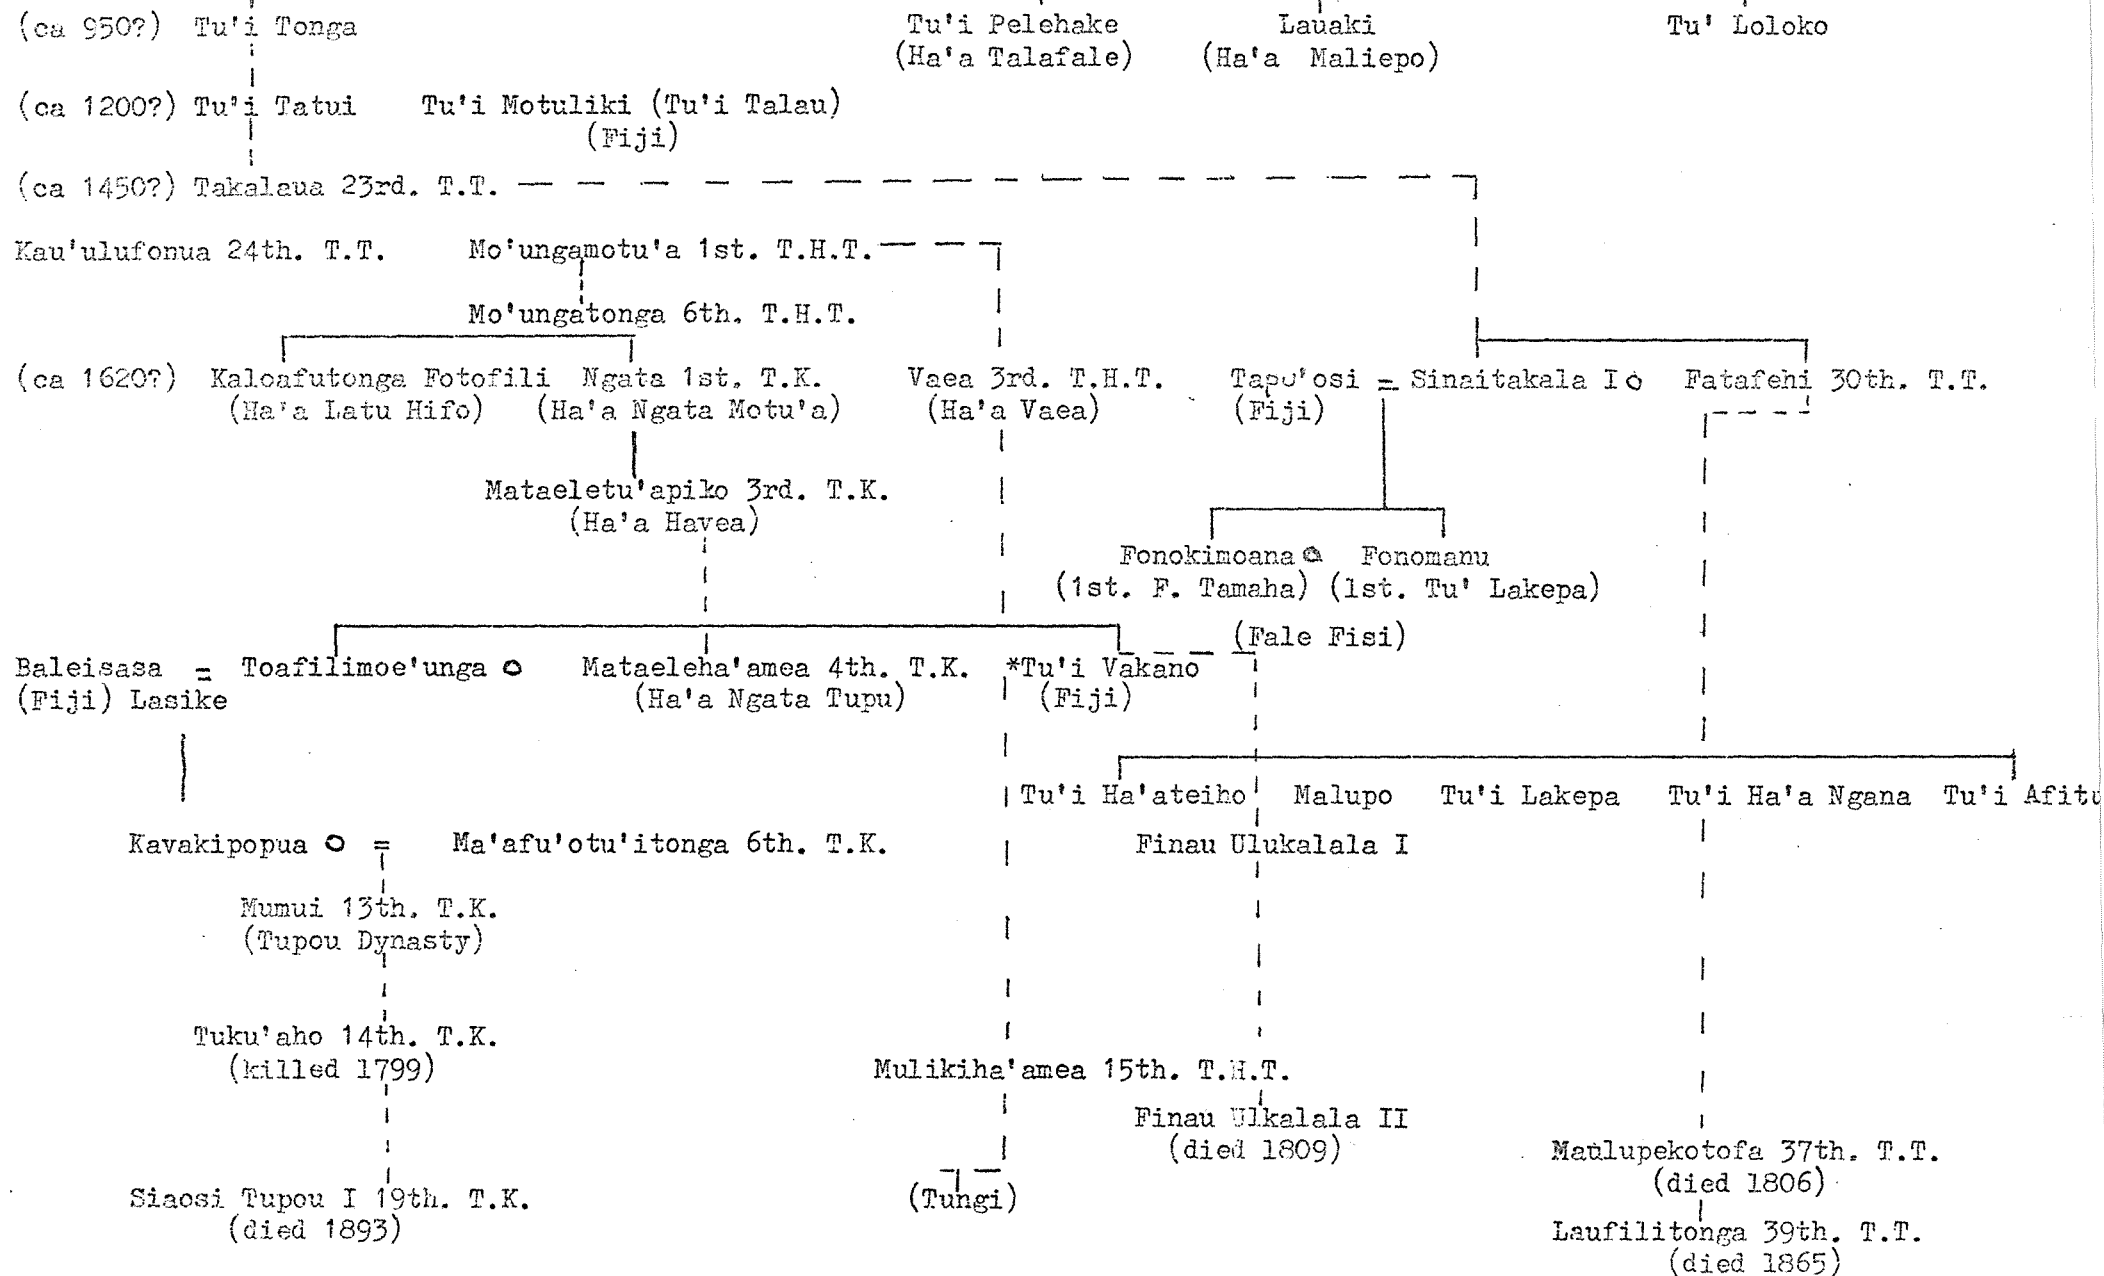 (ca 950?) Tu'i Tonga Tu'i Pelehake Lauaki Tu' Loloko
(Ha'a Talafale) (Ha'a Maliepo)
(ca 1200?) Tu'i Tatui Tu'i Motuliki (Tu'i Talau)
(Fiji)
(ca 1450?) Takalaua 23rd. T.T.
Kau'ulufonua 24th. T.T. Mo'ungamotu'a 1st. T.H.T.
Mo'ungatonga 6th. T.H.T.
(ca 1620?) Kaloafutonga Fotofili Ngata 1st. T.K. Vaea 3rd. T.H.T. Tapu'osi = Sinaitakala I Fatafehi 30th. T.T.
(Ha'a Latu Hifo) (Ha'a Ngata Motu'a) (Ha'a Vaea) (Fiji)
Mataeletu'apiko 3rd. T.K.
(Ha'a Havea)
Fonokimoana Fonomanu
(1st. F. Tamaha) (1st. Tu' Lakepa)
(Fale Fisi)
Baleisasa = Toafilimoe'unga Mataeleha'amea 4th. T.K. *Tu'i Vakano
(Fiji) Lasike (Ha'a Ngata Tupu) (Fiji)
Tu'i Ha'ateiho Malupo Tu'i Lakepa Tu'i Ha'a Ngana Tu'i Afitu
Kavakipopua = Ma'afu'otu'itonga 6th. T.K. Finau Ulukalala I
Mumui 13th. T.K.
(Tupou Dynasty)
Tuku'aho 14th. T.K.
(killed 1799) Mulikiha'amea 15th. T.H.T.
Finau Ulkalala II
(died 1809) Maulupekotofa 37th. T.T.
(died 1806)
Siaosi Tupou I 19th. T.K. (Tungi)
(died 1893) Laufilitonga 39th. T.T.
(died 1865)